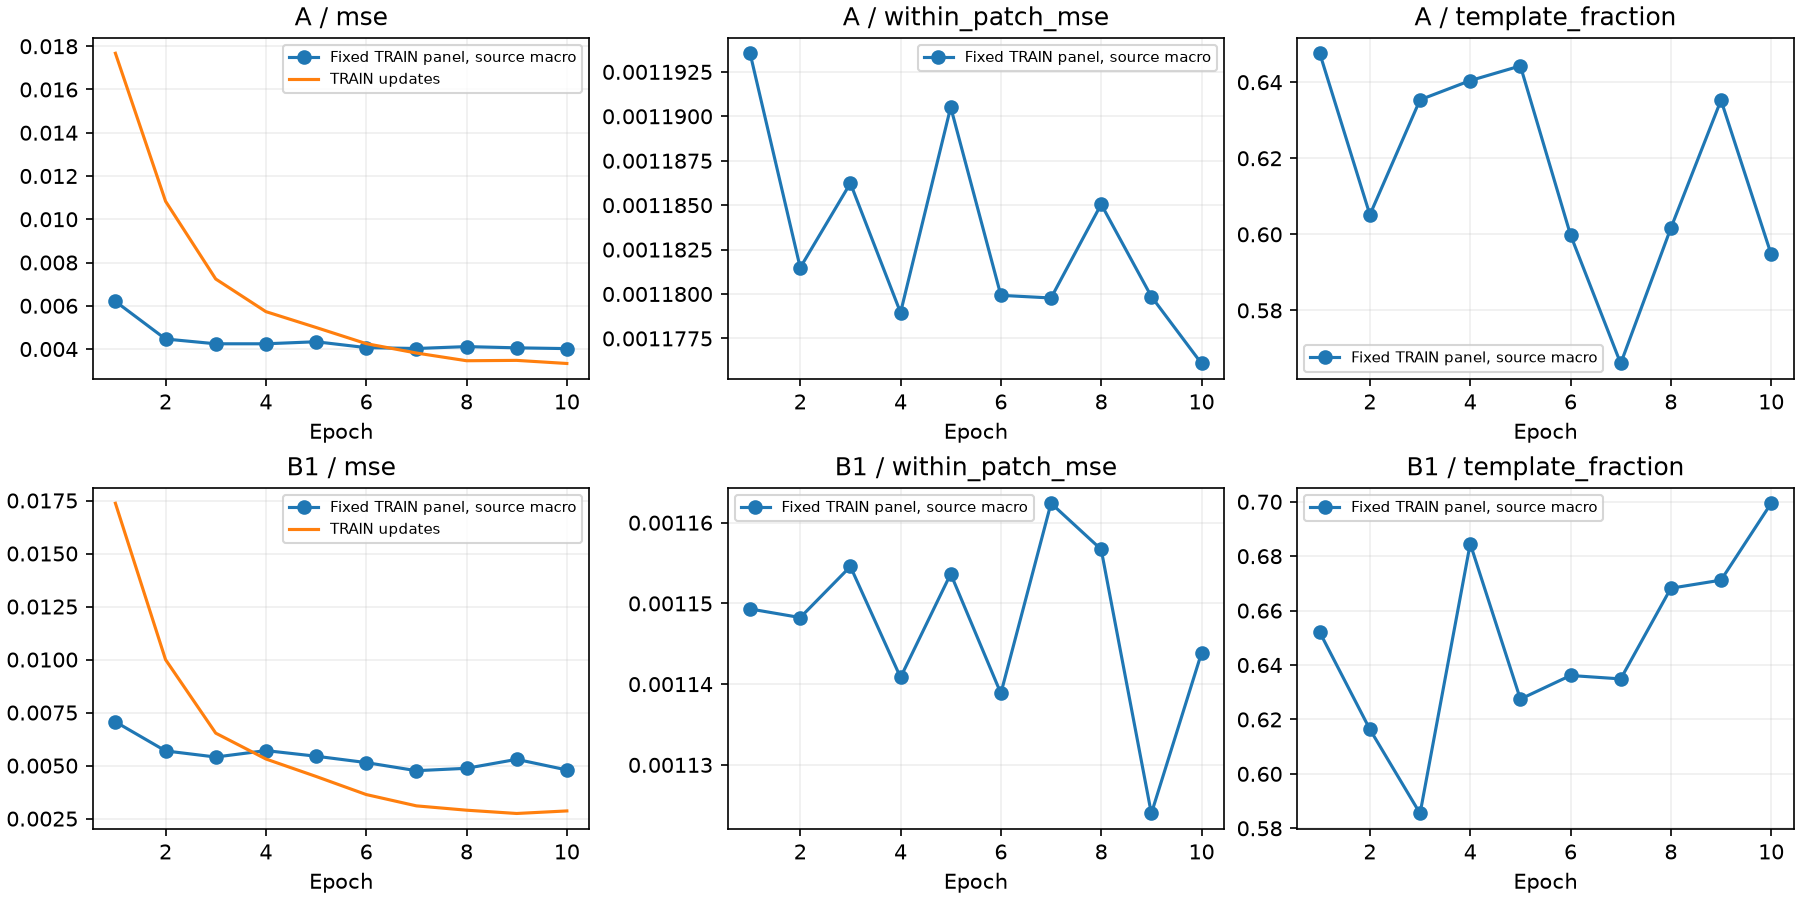 A / mse
0.018
0.016
0.014
0.012
0.010
0.008
0.006
0.004
Fixed TRAIN panel, source macro
TRAIN updates
2 4 6 8 10
Epoch
A / within_patch_mse
0.0011925
0.0011900
0.0011875
0.0011850
0.0011825
0.0011800
0.0011775
Fixed TRAIN panel, source macro
2 4 6 8 10
Epoch
A / template_fraction
0.64
0.62
0.60
0.58
Fixed TRAIN panel, source macro
2 4 6 8 10
Epoch
B1 / mse
0.0175
0.0150
0.0125
0.0100
0.0075
0.0050
0.0025
Fixed TRAIN panel, source macro
TRAIN updates
2 4 6 8 10
Epoch
B1 / within_patch_mse
0.00116
0.00115
0.00114
0.00113
Fixed TRAIN panel, source macro
2 4 6 8 10
Epoch
B1 / template_fraction
0.70
0.68
0.66
0.64
0.62
0.60
0.58
Fixed TRAIN panel, source macro
2 4 6 8 10
Epoch